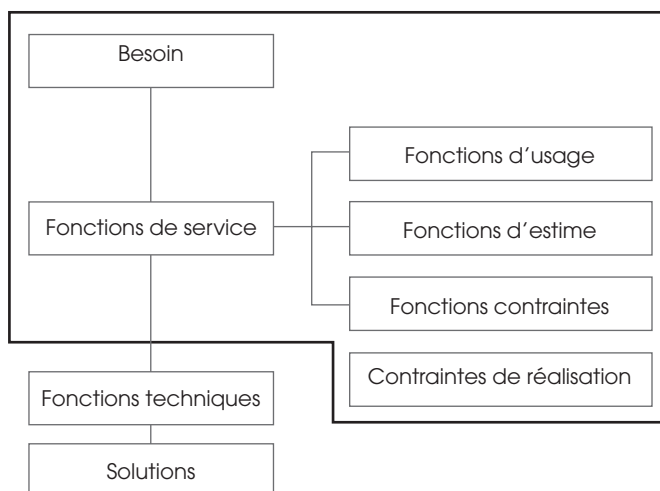 Besoin
Fonctions d'usage
Fonctions de service
Fonctions d'estime
Fonctions contraintes
Contraintes de réalisation
Fonctions techniques
Solutions